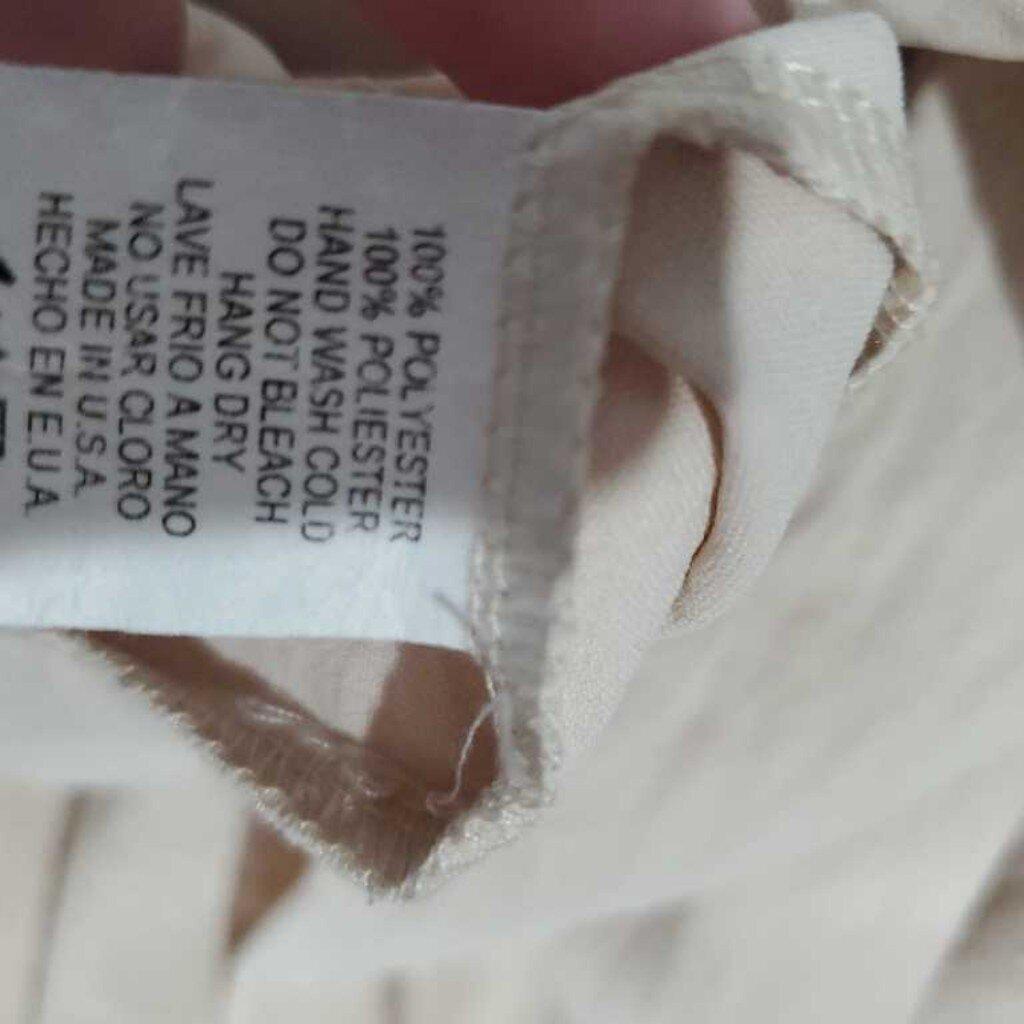 100% POLYESTER
100% POLIESTER
HAND WASH COLD
DO NOT BLEACH
HANG DRY
LAVE FRIO A MANO
NO USAR CLORO
MADE IN U.S.A.
HECHO EN E.U.A.